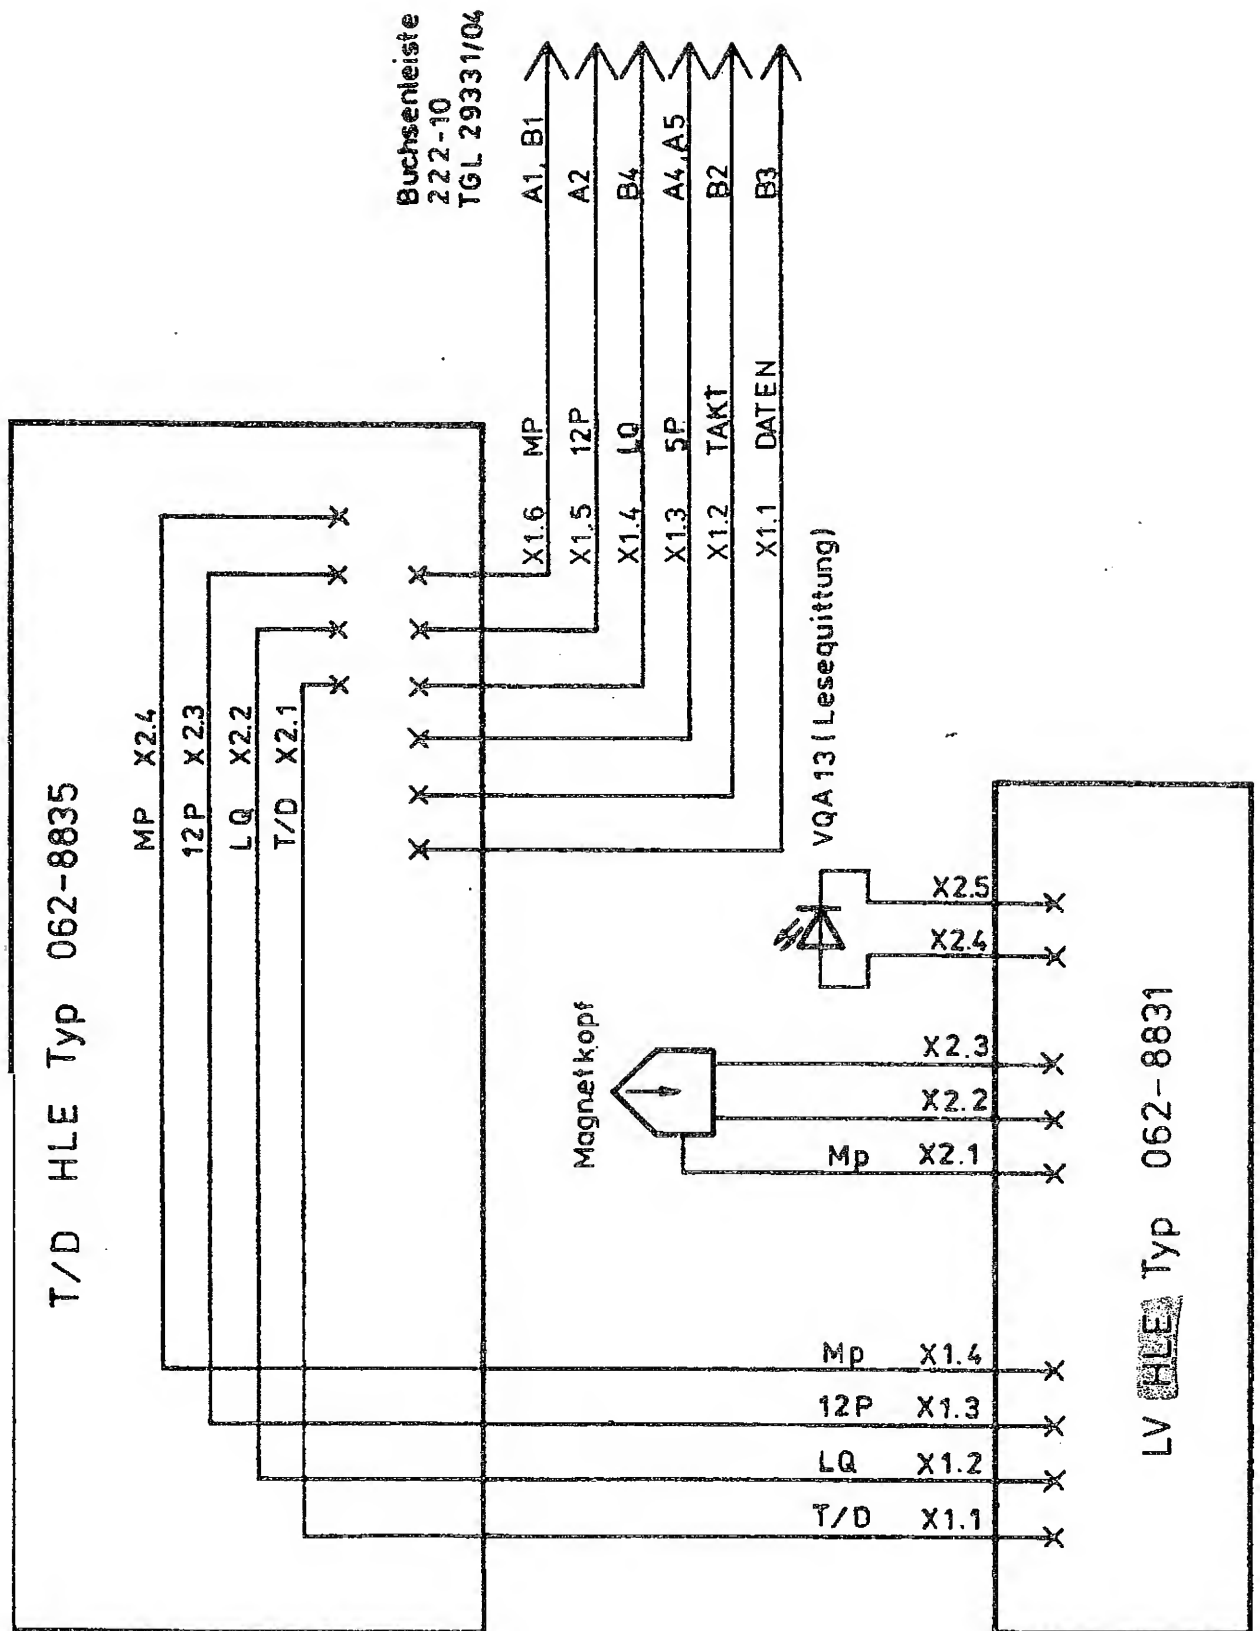 Buchsenleiste
222-10
TGL 29331/04
A1, B1
A2
B4
A4, A5
B2
B3
MP
12P
LQ
5P
TAKT
DATEN
X1.6
X1.5
X1.4
X1.3
X1.2
X1.1
T/D HLE Typ 062-8835
MP X2.4
12P X2.3
LQ X2.2
T/D X2.1
VQA 13 (Lesequittung)
X2.5
X2.4
Magnetkopf
X2.3
X2.2
Mp X2.1
Mp X1.4
12P X1.3
LQ X1.2
T/D X1.1
LV HLE Typ 062-8831